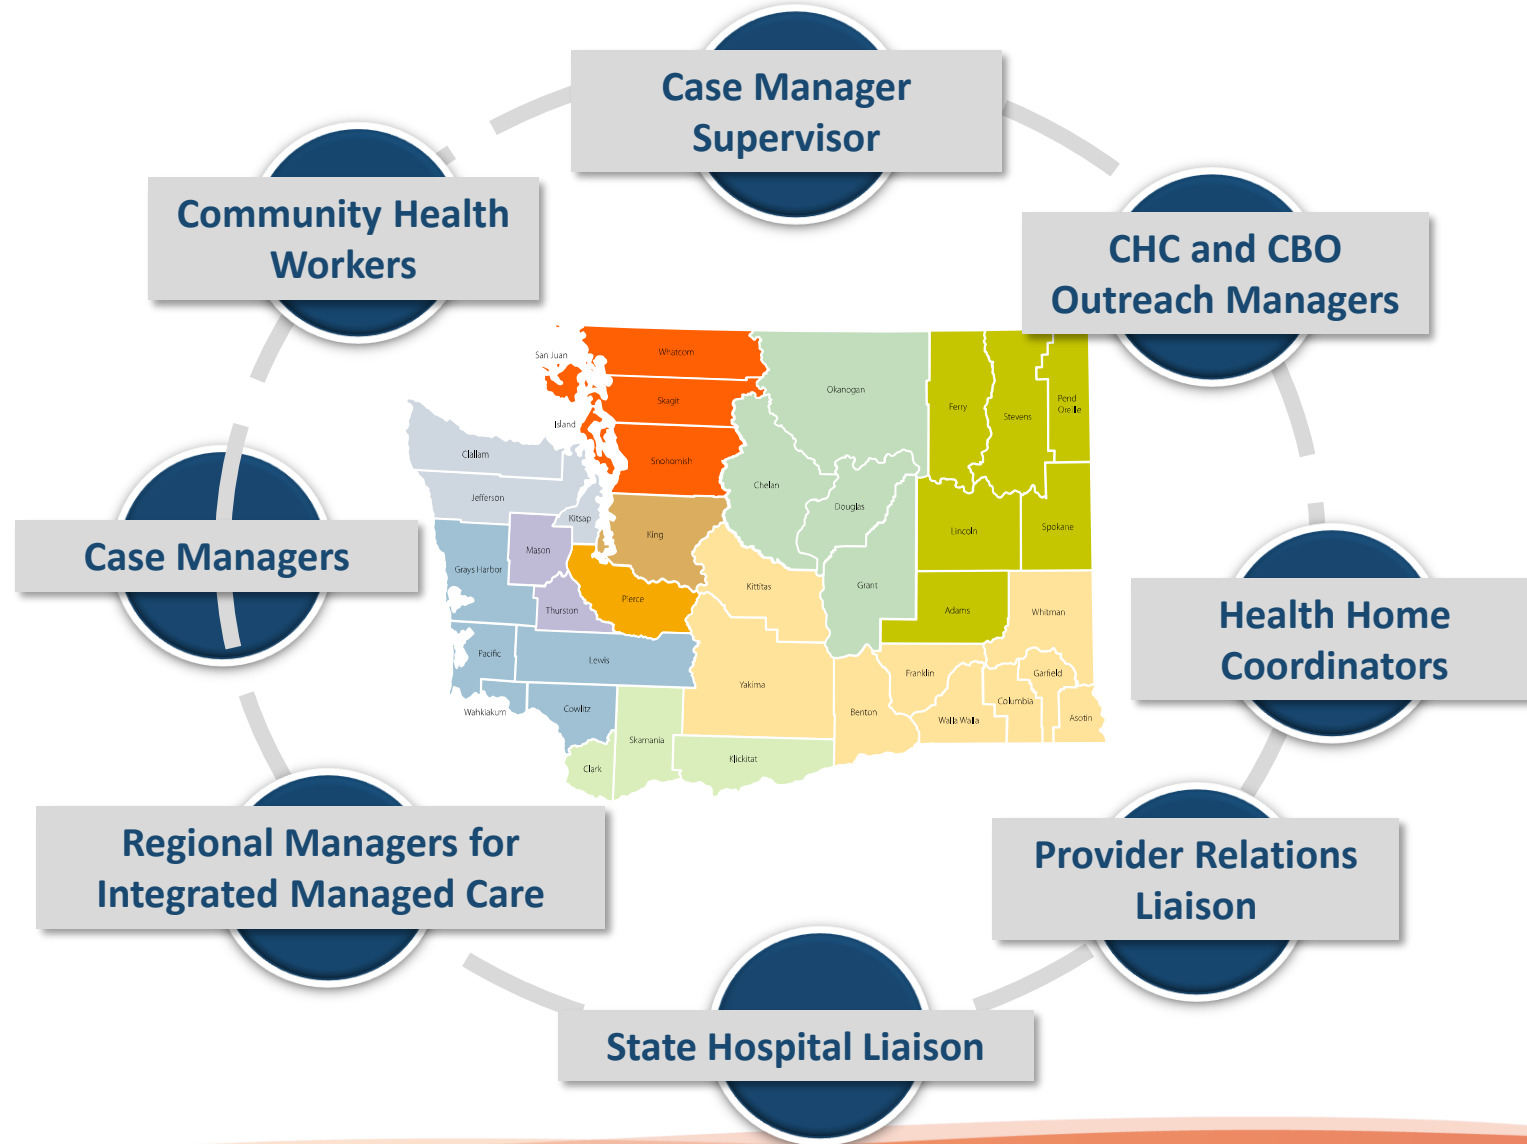 Case Manager
Supervisor
Community Health
Workers
CHC and CBO
Outreach Managers
Case Managers
Health Home
Coordinators
Regional Managers for
Integrated Managed Care
Provider Relations
Liaison
State Hospital Liaison
San Juan
Whatcom
Skagit
Island
Snohomish
Clallam
Jefferson
Kitsap
King
Mason
Grays Harbor
Thurston
Pierce
Pacific
Lewis
Wahkiakum
Cowlitz
Clark
Skamania
Klickitat
Okanogan
Chelan
Douglas
Grant
Kittitas
Yakima
Benton
Ferry
Stevens
Pend
Oreille
Lincoln
Spokane
Adams
Whitman
Franklin
Walla Walla
Columbia
Garfield
Asotin